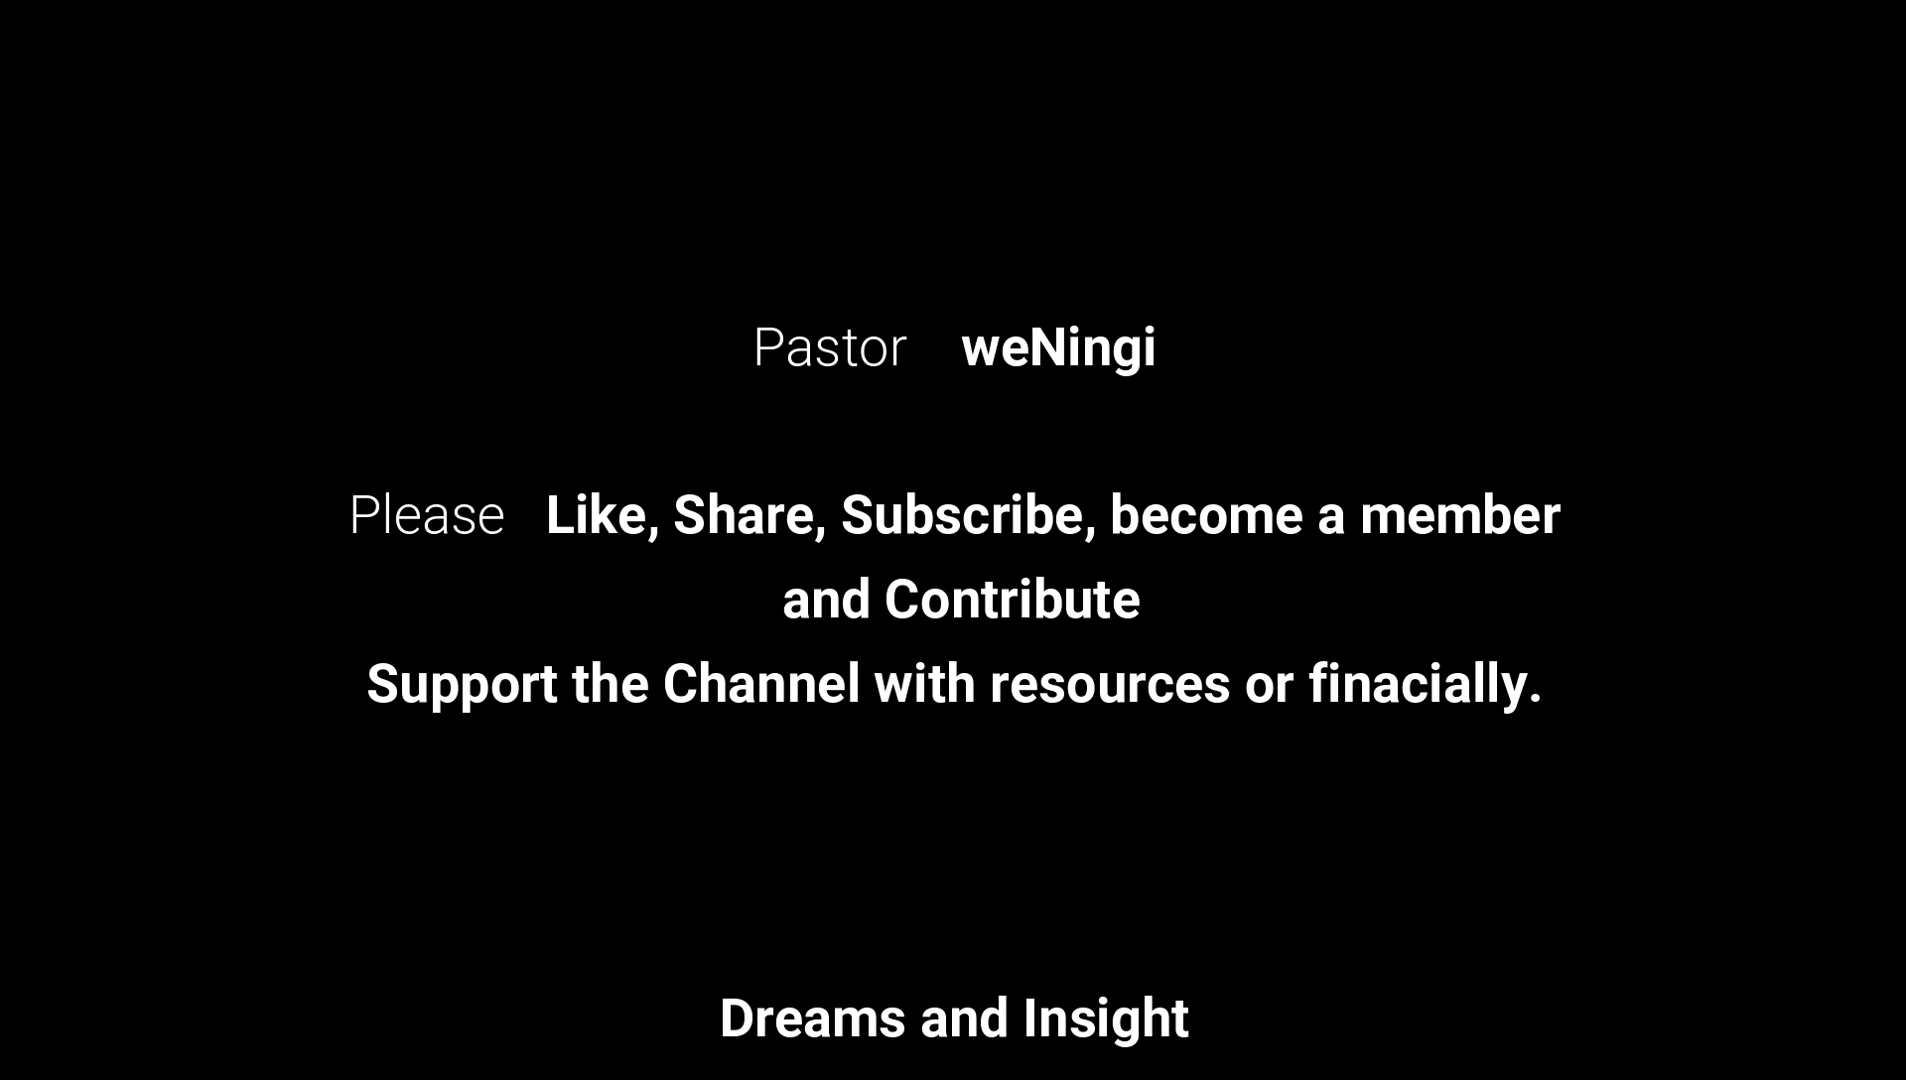 Pastor weNingi
Please Like, Share, Subscribe, become a member
and Contribute
Support the Channel with resources or finacially.
Dreams and Insight